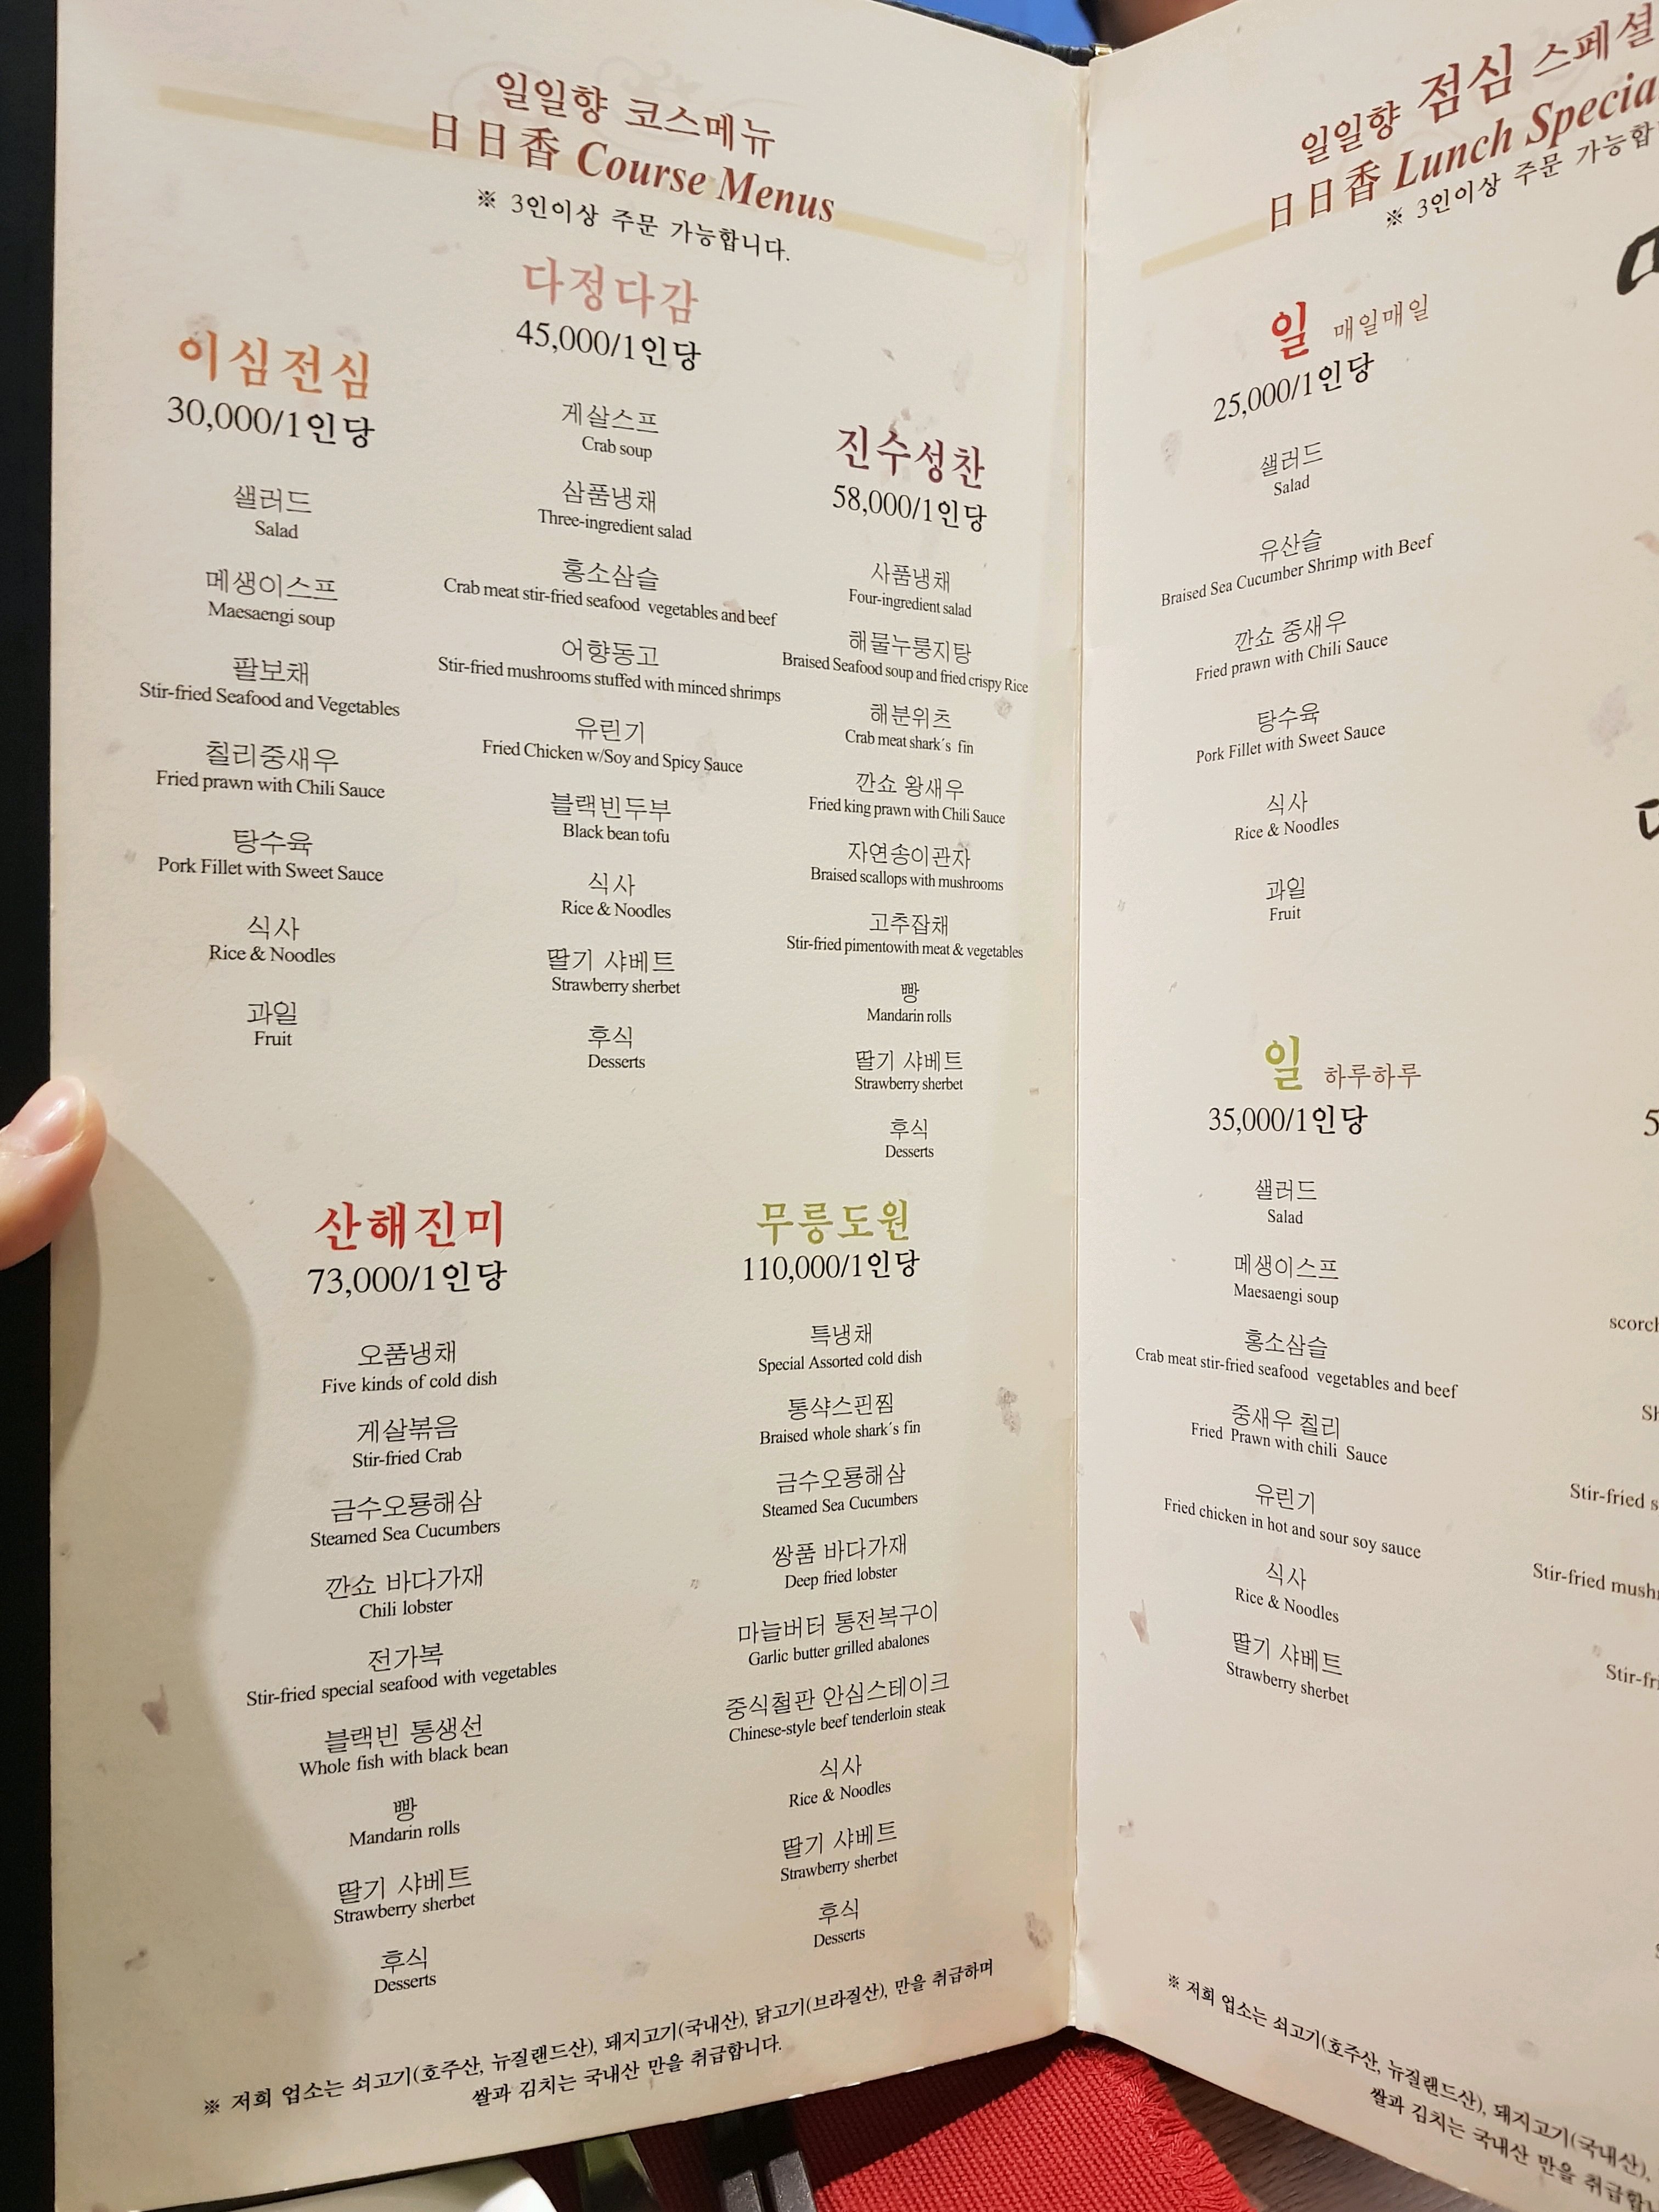 일일향 코스메뉴
日日香 Course Menus
※ 3인이상 주문 가능합니다.
이심전심
30,000/1인당
샐러드
Salad
메생이스프
Maesaengi soup
팔보채
Stir-fried Seafood and Vegetables
칠리중새우
Fried prawn with Chili Sauce
탕수육
Pork Fillet with Sweet Sauce
식사
Rice & Noodles
과일
Fruit
다정다감
45,000/1인당
게살스프
Crab soup
삼품냉채
Three-ingredient salad
홍소삼슬
Crab meat stir-fried seafood vegetables and beef
어향동고
Stir-fried mushrooms stuffed with minced shrimps
유린기
Fried Chicken w/Soy and Spicy Sauce
블랙빈두부
Black bean tofu
식사
Rice & Noodles
딸기 샤베트
Strawberry sherbet
후식
Desserts
진수성찬
58,000/1인당
사품냉채
Four-ingredient salad
해물누룽지탕
Braised Seafood soup and fried crispy Rice
해분위츠
Crab meat shark´s fin
깐쇼 왕새우
Fried king prawn with Chili Sauce
자연송이관자
Braised scallops with mushrooms
고추잡채
Stir-fried pimentowith meat & vegetables
빵
Mandarin rolls
딸기 샤베트
Strawberry sherbet
후식
Desserts
산해진미
73,000/1인당
오품냉채
Five kinds of cold dish
게살볶음
Stir-fried Crab
금수오룡해삼
Steamed Sea Cucumbers
깐쇼 바다가재
Chili lobster
전가복
Stir-fried special seafood with vegetables
블랙빈 통생선
Whole fish with black bean
빵
Mandarin rolls
딸기 샤베트
Strawberry sherbet
후식
Desserts
무릉도원
110,000/1인당
특냉채
Special Assorted cold dish
통샥스핀찜
Braised whole shark´s fin
금수오룡해삼
Steamed Sea Cucumbers
쌍품 바다가재
Deep fried lobster
마늘버터 통전복구이
Garlic butter grilled abalones
중식철판 안심스테이크
Chinese-style beef tenderloin steak
식사
Rice & Noodles
딸기 샤베트
Strawberry sherbet
후식
Desserts
※ 저희 업소는 쇠고기(호주산, 뉴질랜드산), 돼지고기(국내산), 닭고기(브라질산), 만을 취급하며
쌀과 김치는 국내산 만을 취급합니다.
일일향 점심 스페셜
日日香 Lunch Specia
※ 3인이상 주문 가능합
일 매일매일
25,000/1인당
샐러드
Salad
유산슬
Braised Sea Cucumber Shrimp with Beef
깐쇼 중새우
Fried prawn with Chili Sauce
탕수육
Pork Fillet with Sweet Sauce
식사
Rice & Noodles
과일
Fruit
일 하루하루
35,000/1인당
샐러드
Salad
메생이스프
Maesaengi soup
홍소삼슬
Crab meat stir-fried seafood vegetables and beef
중새우 칠리
Fried Prawn with chili Sauce
유린기
Fried chicken in hot and sour soy sauce
식사
Rice & Noodles
딸기 샤베트
Strawberry sherbet
5
scorch
Sh
Stir-fried s
Stir-fried mushr
Stir-fri
※ 저희 업소는 쇠고기(호주산, 뉴질랜드산), 돼지고기(국내산),
쌀과 김치는 국내산 만을 취급합니